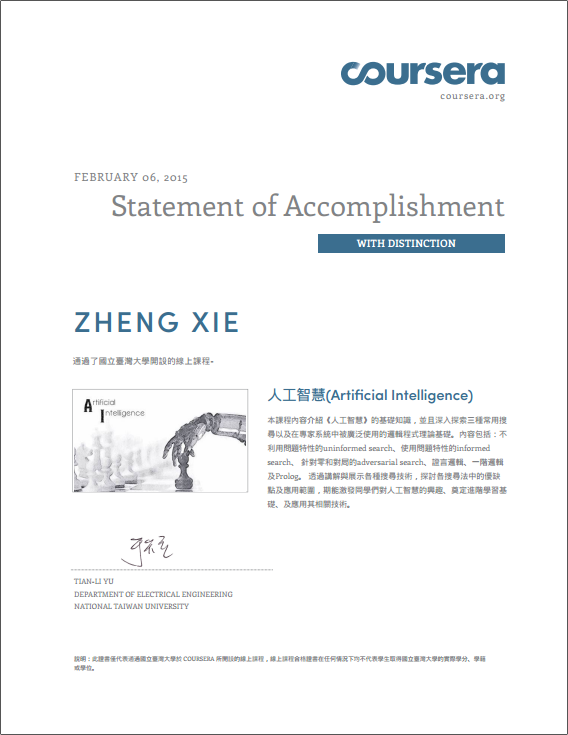 coursera
coursera.org
FEBRUARY 06, 2015
Statement of Accomplishment
WITH DISTINCTION
ZHENG XIE
通過了國立臺灣大學開設的線上課程-
Artificial
Intelligence
人工智慧(Artificial Intelligence)
本課程內容介紹《人工智慧》的基礎知識，並且深入探索三種常用搜
尋以及在專家系統中被廣泛使用的邏輯程式理論基礎。內容包括：不
利用問題特性的uninformed search、使用問題特性的informed
search、 針對零和對局的adversarial search、謂言邏輯、一階邏輯
及Prolog。 透過講解與展示各種搜尋技術，探討各搜尋法中的優缺
點及應用範圍，期能激發同學們對人工智慧的興趣、奠定進階學習基
礎、及應用其相關技術。
TIAN-LI YU
DEPARTMENT OF ELECTRICAL ENGINEERING
NATIONAL TAIWAN UNIVERSITY
說明：此證書僅代表通過國立臺灣大學於 COURSERA 所開設的線上課程，線上課程合格證書在任何情況下均不代表學生取得國立臺灣大學的實際學分、學籍
或學位。